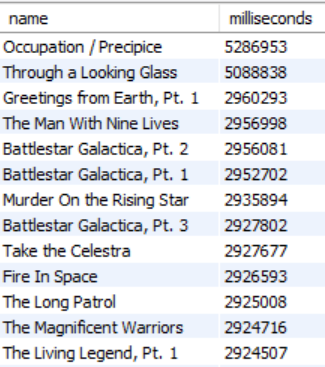 name milliseconds
Occupation / Precipice 5286953
Through a Looking Glass 5088838
Greetings from Earth, Pt. 1 2960293
The Man With Nine Lives 2956998
Battlestar Galactica, Pt. 2 2956081
Battlestar Galactica, Pt. 1 2952702
Murder On the Rising Star 2935894
Battlestar Galactica, Pt. 3 2927802
Take the Celestra 2927677
Fire In Space 2926593
The Long Patrol 2925008
The Magnificent Warriors 2924716
The Living Legend, Pt. 1 2924507